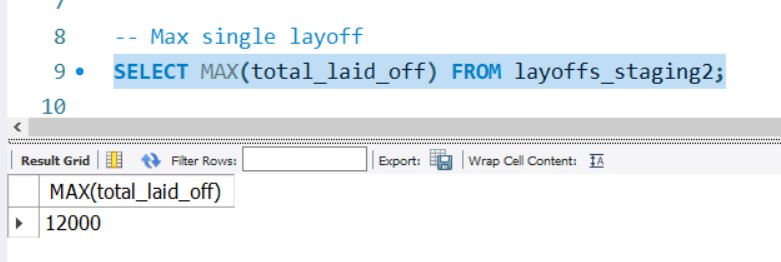 7
8 -- Max single layoff
9 SELECT MAX(total_laid_off) FROM layoffs_staging2;
10
Result Grid Filter Rows: Export: Wrap Cell Content: IA
MAX(total_laid_off)
12000